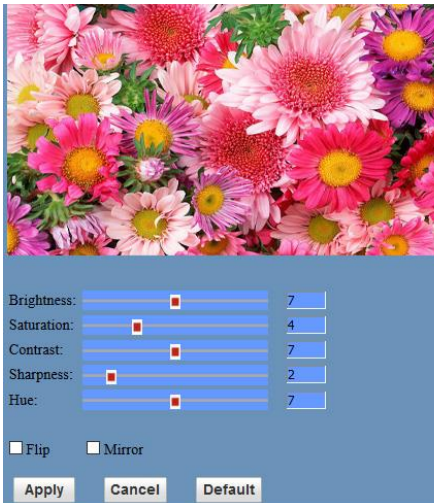 Brightness: 7
Saturation: 4
Contrast: 7
Sharpness: 2
Hue: 7
Flip Mirror
Apply Cancel Default